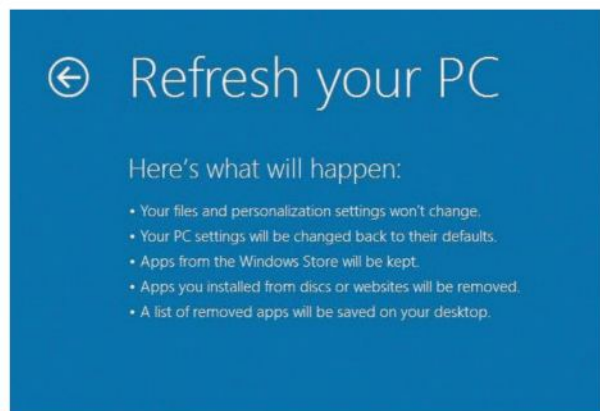 Refresh your PC
Here's what will happen:
• Your files and personalization settings won't change.
• Your PC settings will be changed back to their defaults.
• Apps from the Windows Store will be kept.
• Apps you installed from discs or websites will be removed.
• A list of removed apps will be saved on your desktop.